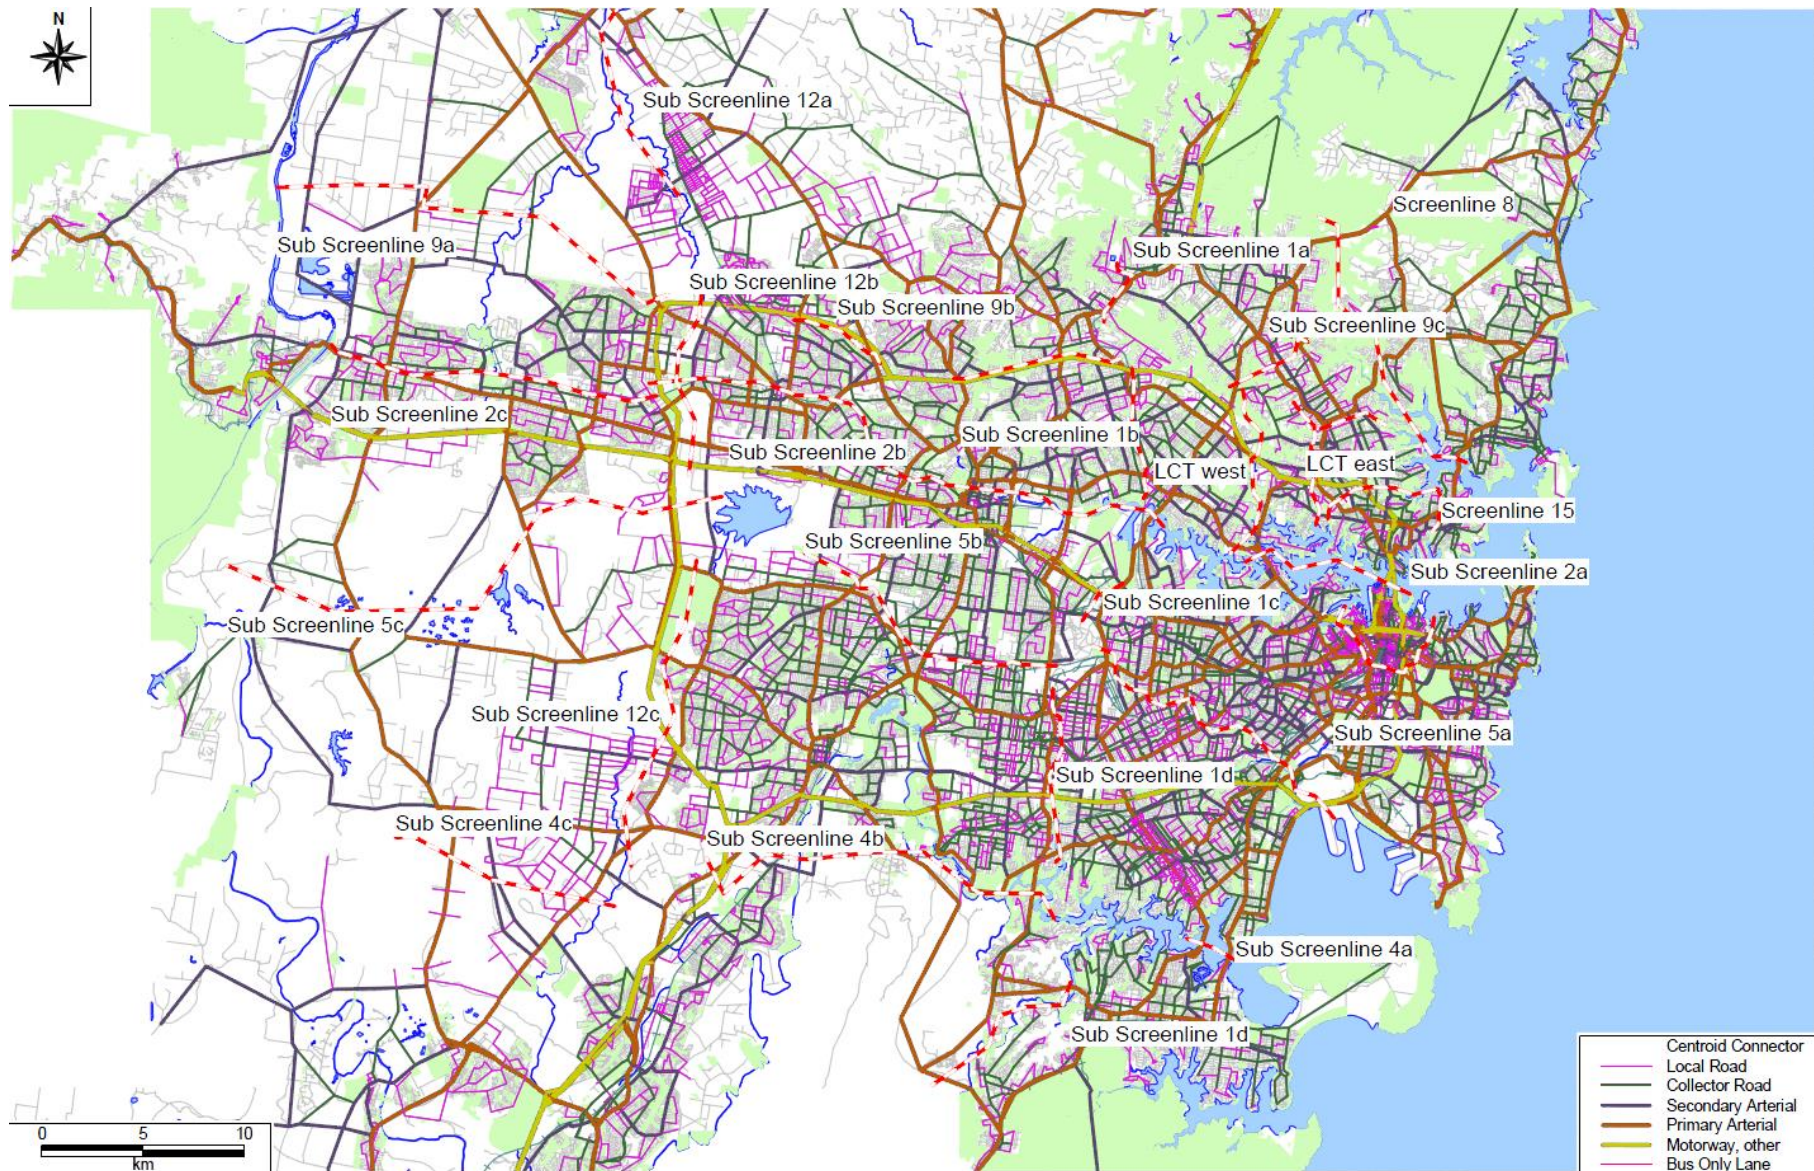 N
Sub Screenline 12a
Screenline 8
Sub Screenline 9a
Sub Screenline 1a
Sub Screenline 12b
Sub Screenline 9b
Sub Screenline 9c
Sub Screenline 2c
Sub Screenline 1b
Sub Screenline 2b
LCT west
LCT east
Screenline 15
Sub Screenline 5b
Sub Screenline 2a
Sub Screenline 1c
Sub Screenline 5c
Sub Screenline 12c
Sub Screenline 5a
Sub Screenline 1d
Sub Screenline 4c
Sub Screenline 4b
Sub Screenline 4a
Sub Screenline 1d
Centroid Connector
Local Road
Collector Road
Secondary Arterial
Primary Arterial
Motorway, other
Bus Only Lane
0 5 10
km